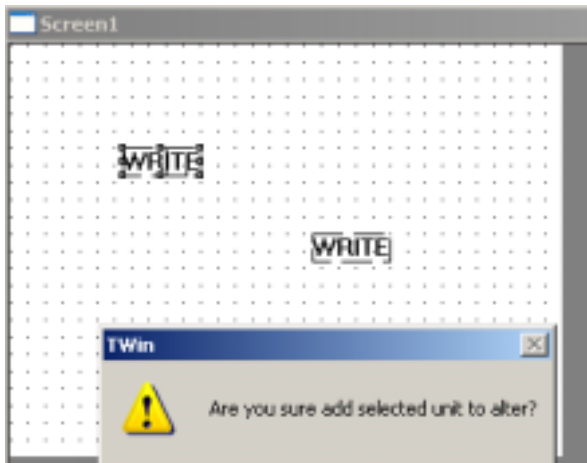 Screen1
WRITE
WRITE
TWin
Are you sure add selected unit to alter?